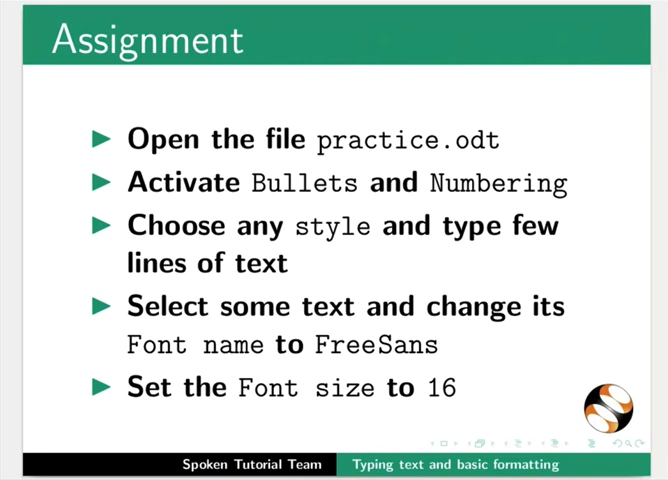 Assignment
Open the file practice.odt
Activate Bullets and Numbering
Choose any style and type few
lines of text
Select some text and change its
Font name to FreeSans
Set the Font size to 16
Spoken Tutorial Team
Typing text and basic formatting